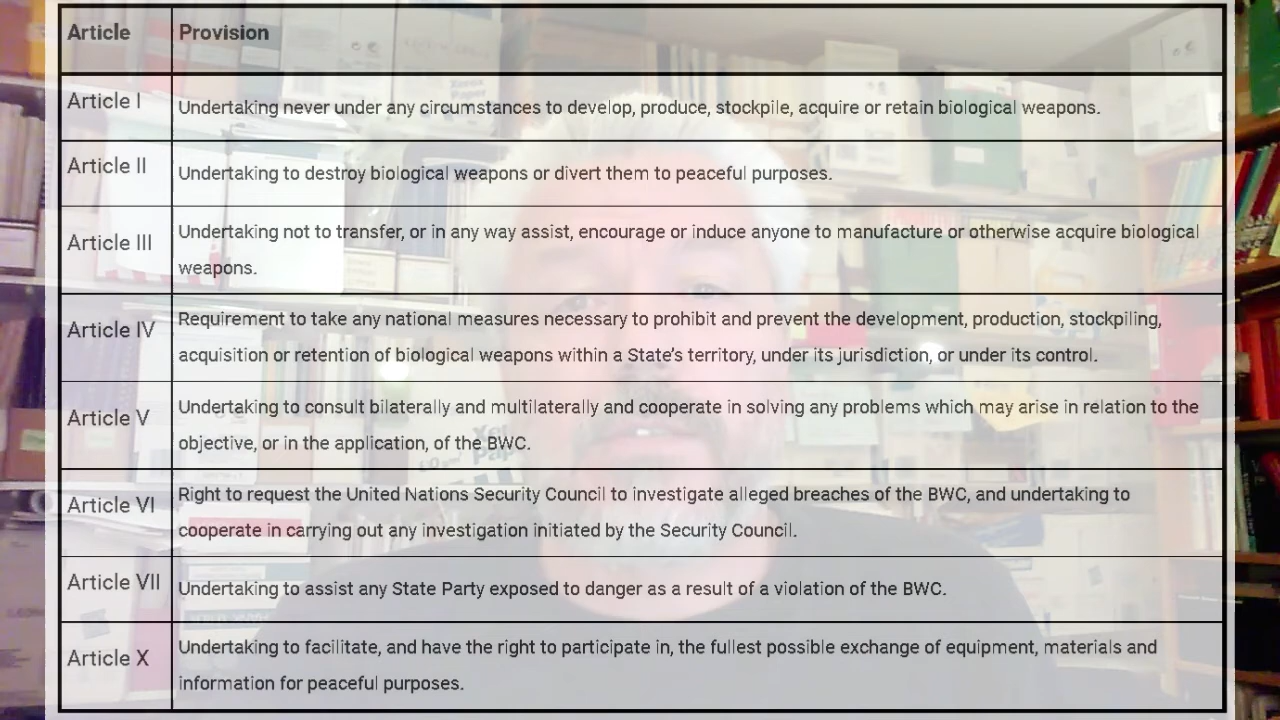 Article Provision
Article I Undertaking never under any circumstances to develop, produce, stockpile, acquire or retain biological weapons.
Article II Undertaking to destroy biological weapons or divert them to peaceful purposes.
Article III Undertaking not to transfer, or in any way assist, encourage or induce anyone to manufacture or otherwise acquire biological
weapons.
Article IV Requirement to take any national measures necessary to prohibit and prevent the development, production, stockpiling,
acquisition or retention of biological weapons within a State's territory, under its jurisdiction, or under its control.
Article V Undertaking to consult bilaterally and multilaterally and cooperate in solving any problems which may arise in relation to the
objective, or in the application, of the BWC.
Article VI Right to request the United Nations Security Council to investigate alleged breaches of the BWC, and undertaking to
cooperate in carrying out any investigation initiated by the Security Council.
Article VII Undertaking to assist any State Party exposed to danger as a result of a violation of the BWC.
Article X Undertaking to facilitate, and have the right to participate in, the fullest possible exchange of equipment, materials and
information for peaceful purposes.